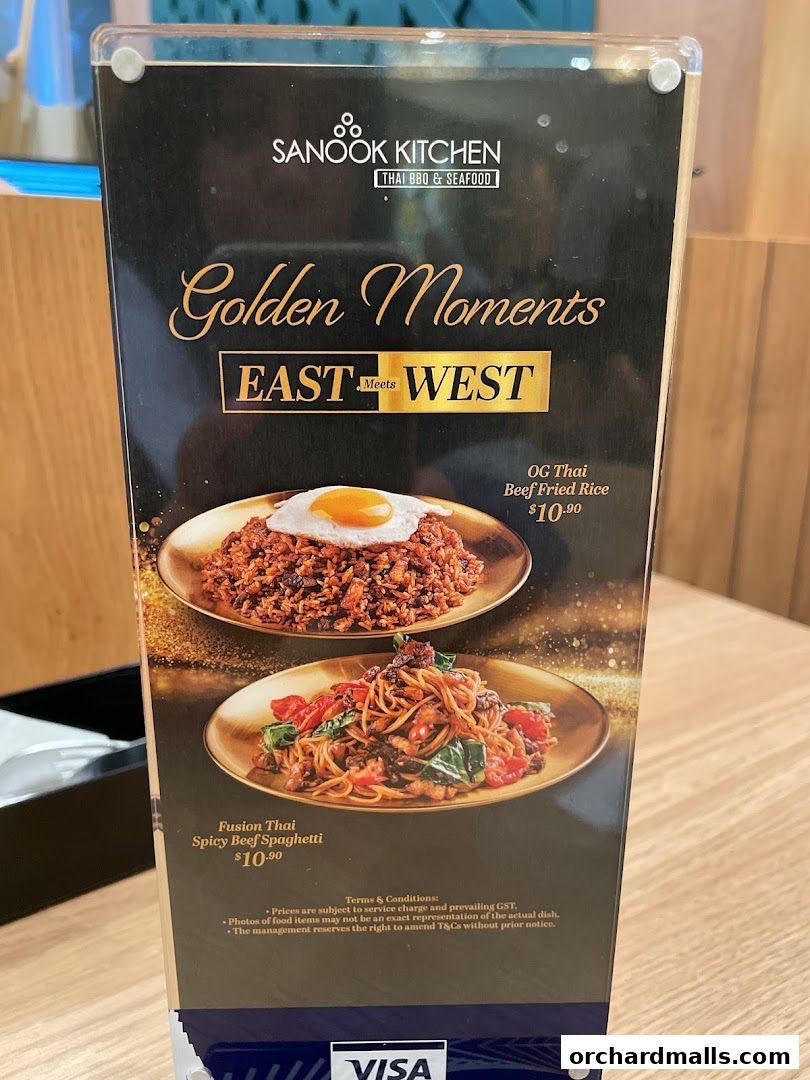 SANOOK KITCHEN
THAI BBQ & SEAFOOD
Golden Moments
EAST Meets WEST
OG Thai
Beef Fried Rice
$10.90
Fusion Thai
Spicy Beef Spaghetti
$10.90
Terms & Conditions:
• Prices are subject to service charge and prevailing GST.
• Photos of food items may not be an exact representation of the actual dish.
• The management reserves the right to amend T&Cs without prior notice.
VISA
orchardmalls.com